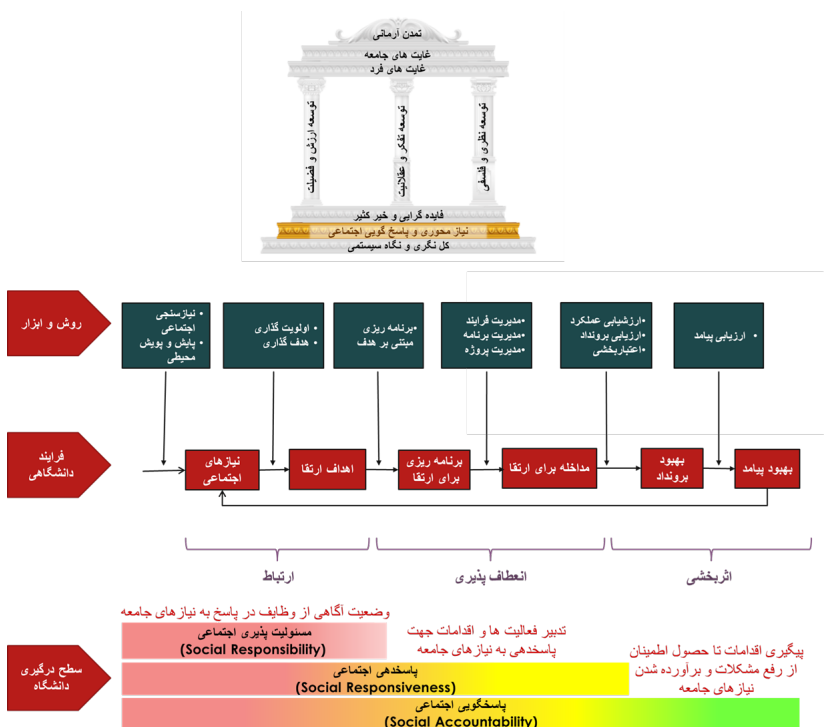 تمدن آرمانی
غایت های جامعه
غایت های فرد
توسعه نظری و فلسفی
توسعه تفکر و عقلانیت
توسعه ارزش و فضیلت
فایده گرایی و خیر کثیر
نیاز محوری و پاسخ گویی اجتماعی
کل نگری و نگاه سیستمی
روش و ابزار
• نیازسنجی
اجتماعی
• پایش و پویش
محیطی
• اولویت گذاری
• هدف گذاری
•برنامه ریزی
مبتنی بر هدف
•مدیریت فرایند
•مدیریت برنامه
•مدیریت پروژه
•ارزشیابی عملکرد
•ارزیابی برونداد
•اعتباربخشی
• ارزیابی پیامد
فرایند
دانشگاهی
نیازهای
اجتماعی
اهداف ارتقا
برنامه ریزی
برای ارتقا
مداخله برای ارتقا
بهبود
برونداد
بهبود پیامد
ارتباط
انعطاف پذیری
اثربخشی
سطح درگیری
دانشگاه
وضعیت آگاهی از وظایف در پاسخ به نیازهای جامعه
مسئولیت پذیری اجتماعی
(Social Responsibility)
تدبیر فعالیت ها و اقدامات جهت
پاسخدهی به نیازهای جامعه
پاسخدهی اجتماعی
(Social Responsiveness)
پیگیری اقدامات تا حصول اطمینان
از رفع مشکلات و برآورده شدن
نیازهای جامعه
پاسخگویی اجتماعی
(Social Accountability)